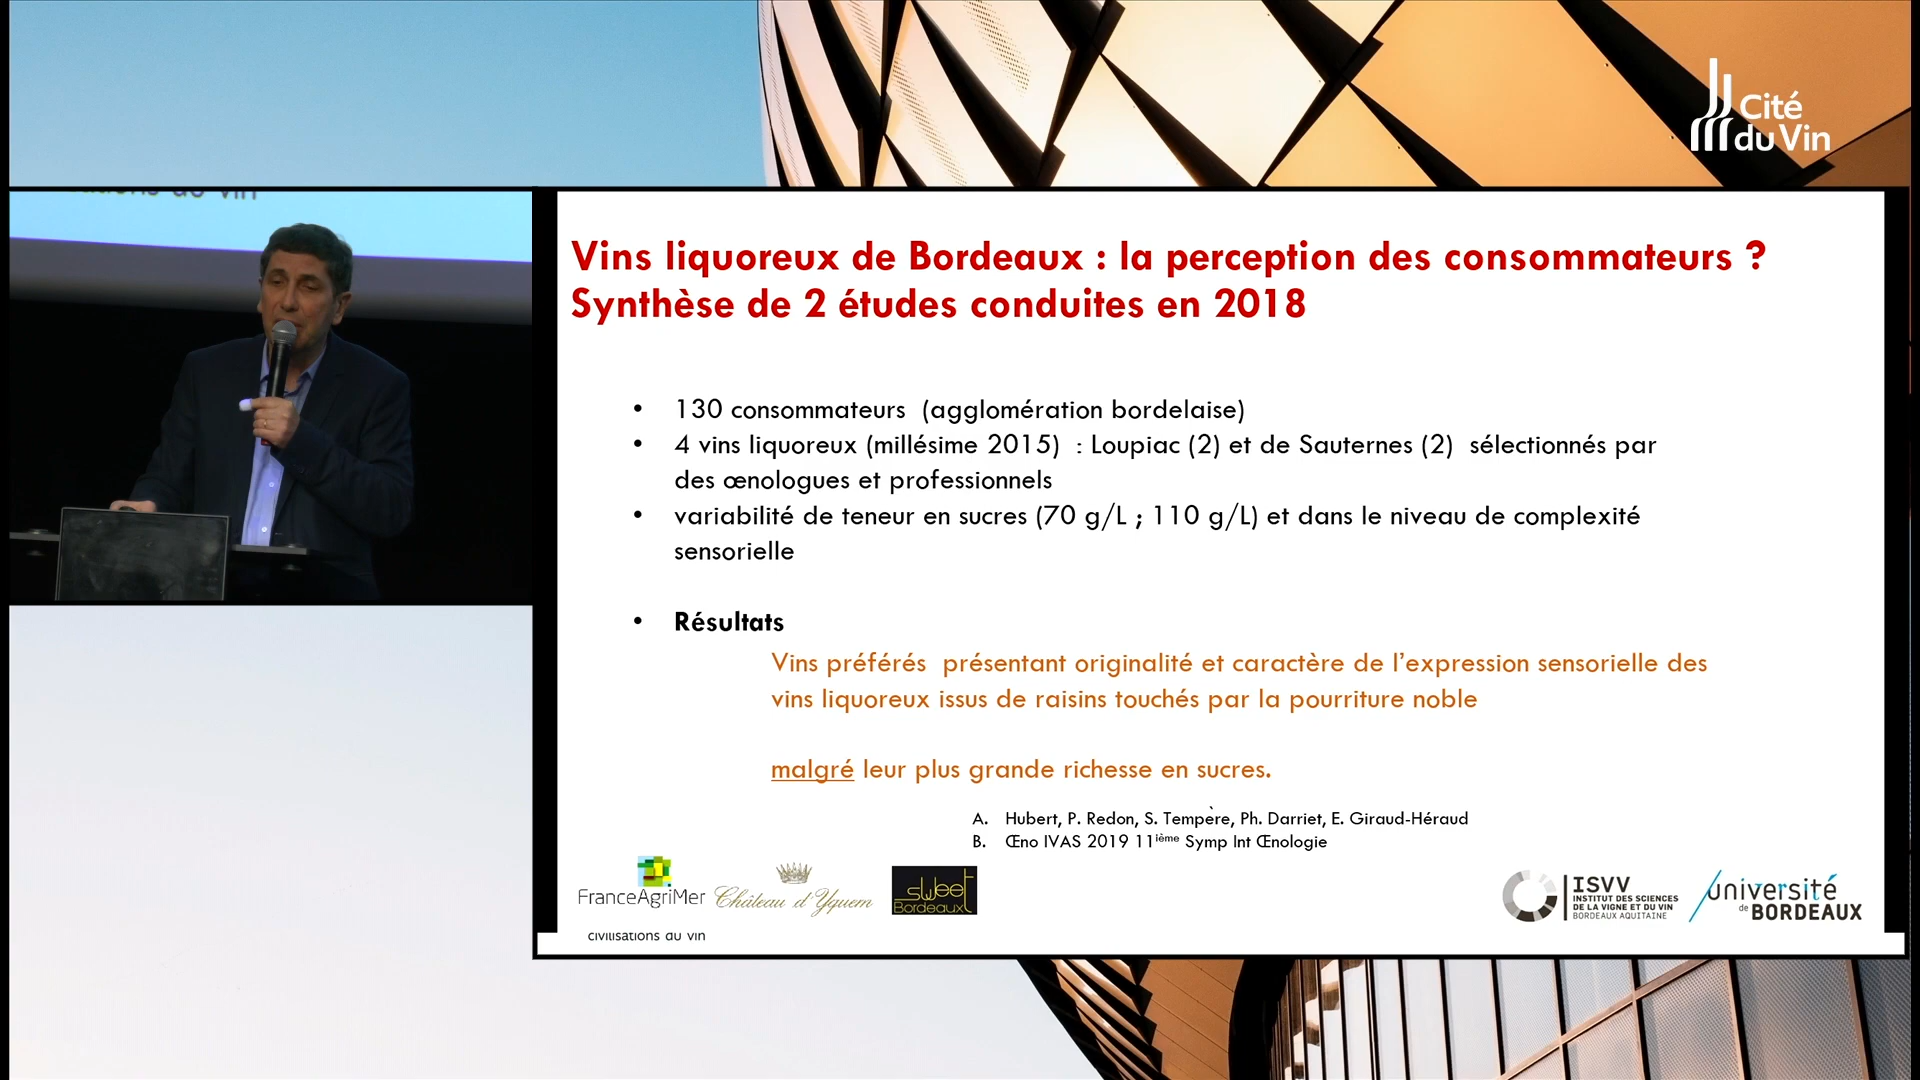 Cité
du Vin
Vins liquoreux de Bordeaux : la perception des consommateurs ?
Synthèse de 2 études conduites en 2018
• 130 consommateurs (agglomération bordelaise)
• 4 vins liquoreux (millésime 2015) : Loupiac (2) et de Sauternes (2) sélectionnés par
des œnologues et professionnels
• variabilité de teneur en sucres (70 g/L ; 110 g/L) et dans le niveau de complexité
sensorielle
• Résultats
Vins préférés présentant originalité et caractère de l'expression sensorielle des
vins liquoreux issus de raisins touchés par la pourriture noble
malgré leur plus grande richesse en sucres.
A. Hubert, P. Redon, S. Tempère, Ph. Darriet, E. Giraud-Héraud
B. Œno IVAS 2019 11ième Symp Int Œnologie
FranceAgriMer
Château d'Yquem
sweet
Bordeaux
ISVV
INSTITUT DES SCIENCES
DE LA VIGNE ET DU VIN
BORDEAUX AQUITAINE
université
de BORDEAUX
civilisations du vin